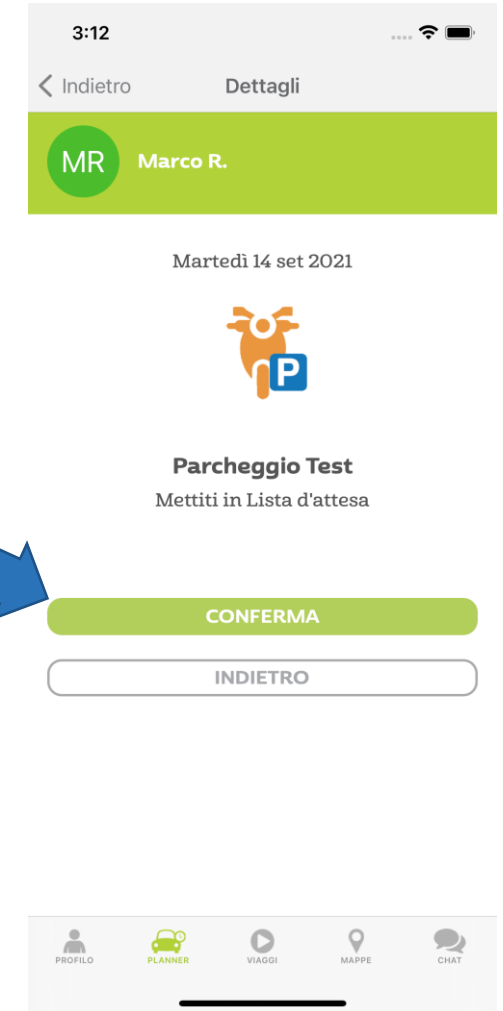 3:12
Indietro
Dettagli
MR
Marco R.
Martedì 14 set 2021
P
Parcheggio Test
Mettiti in Lista d'attesa
CONFERMA
INDIETRO
PROFILO
PLANNER
VIAGGI
MAPPE
CHAT